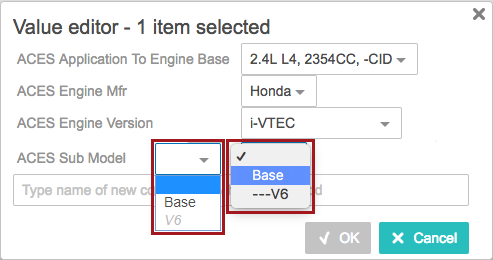 Value editor - 1 item selected
ACES Application To Engine Base 2.4L L4, 2354CC, -CID
ACES Engine Mfr Honda
ACES Engine Version i-VTEC
ACES Sub Model
Base
V6
Base
---V6
Type name of new co d
OK
Cancel